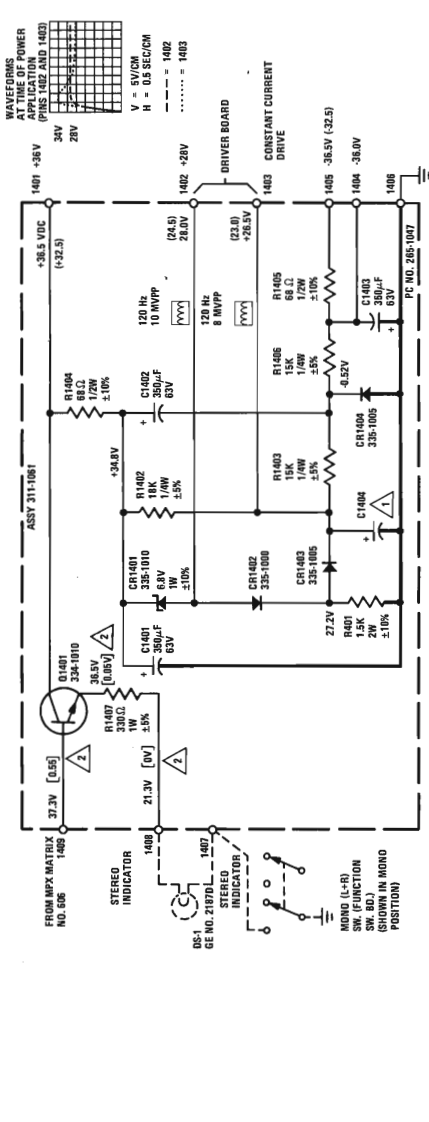 WAVEFORMS
AT TIME OF POWER
APPLICATION
(PINS 1402 AND 1403)
34V
28V
V = 5V/CM
H = 0.5 SEC/CM
= 1402
= 1403
ASSY 311-1061
1401 +36V
+36.5 VDC
(+32.5)
1402 +28V
(24.5)
28.0V
DRIVER BOARD
1403
(23.0)
+26.5V
CONSTANT CURRENT
DRIVE
1405 -36.5V (-32.5)
1404 -36.0V
1406
PC NO. 265-1047
120 Hz
10 MVPP
120 Hz
8 MVPP
R1404
68Ω
1/2W
±10%
+34.8V
C1402
350μF
63V
+
R1402
18K
1/4W
±5%
CR1401
335-1010
6.8V
1W
±10%
C1401
350μF
63V
+
CR1402
335-1000
R1405
68Ω
1/2W
±10%
R1406
15K
1/4W
±5%
-0.52V
R1403
15K
1/4W
±5%
C1403
350μF
63V
+
CR1404
335-1005
C1404
1
+
CR1403
335-1005
27.2V
R401
1.5K
2W
±10%
Q1401
334-1010
36.5V
[0.05V]
2
R1407
330Ω
1W
±5%
37.3V
[0.55]
2
21.3V
[0V]
2
FROM MPX MATRIX
NO. 606
1409
STEREO
INDICATOR
1408
1407
DS-1
GE NO. 2187D
STEREO
INDICATOR
MONO (L+R)
SW. (FUNCTION
SW. BD.)
(SHOWN IN MONO
POSITION)